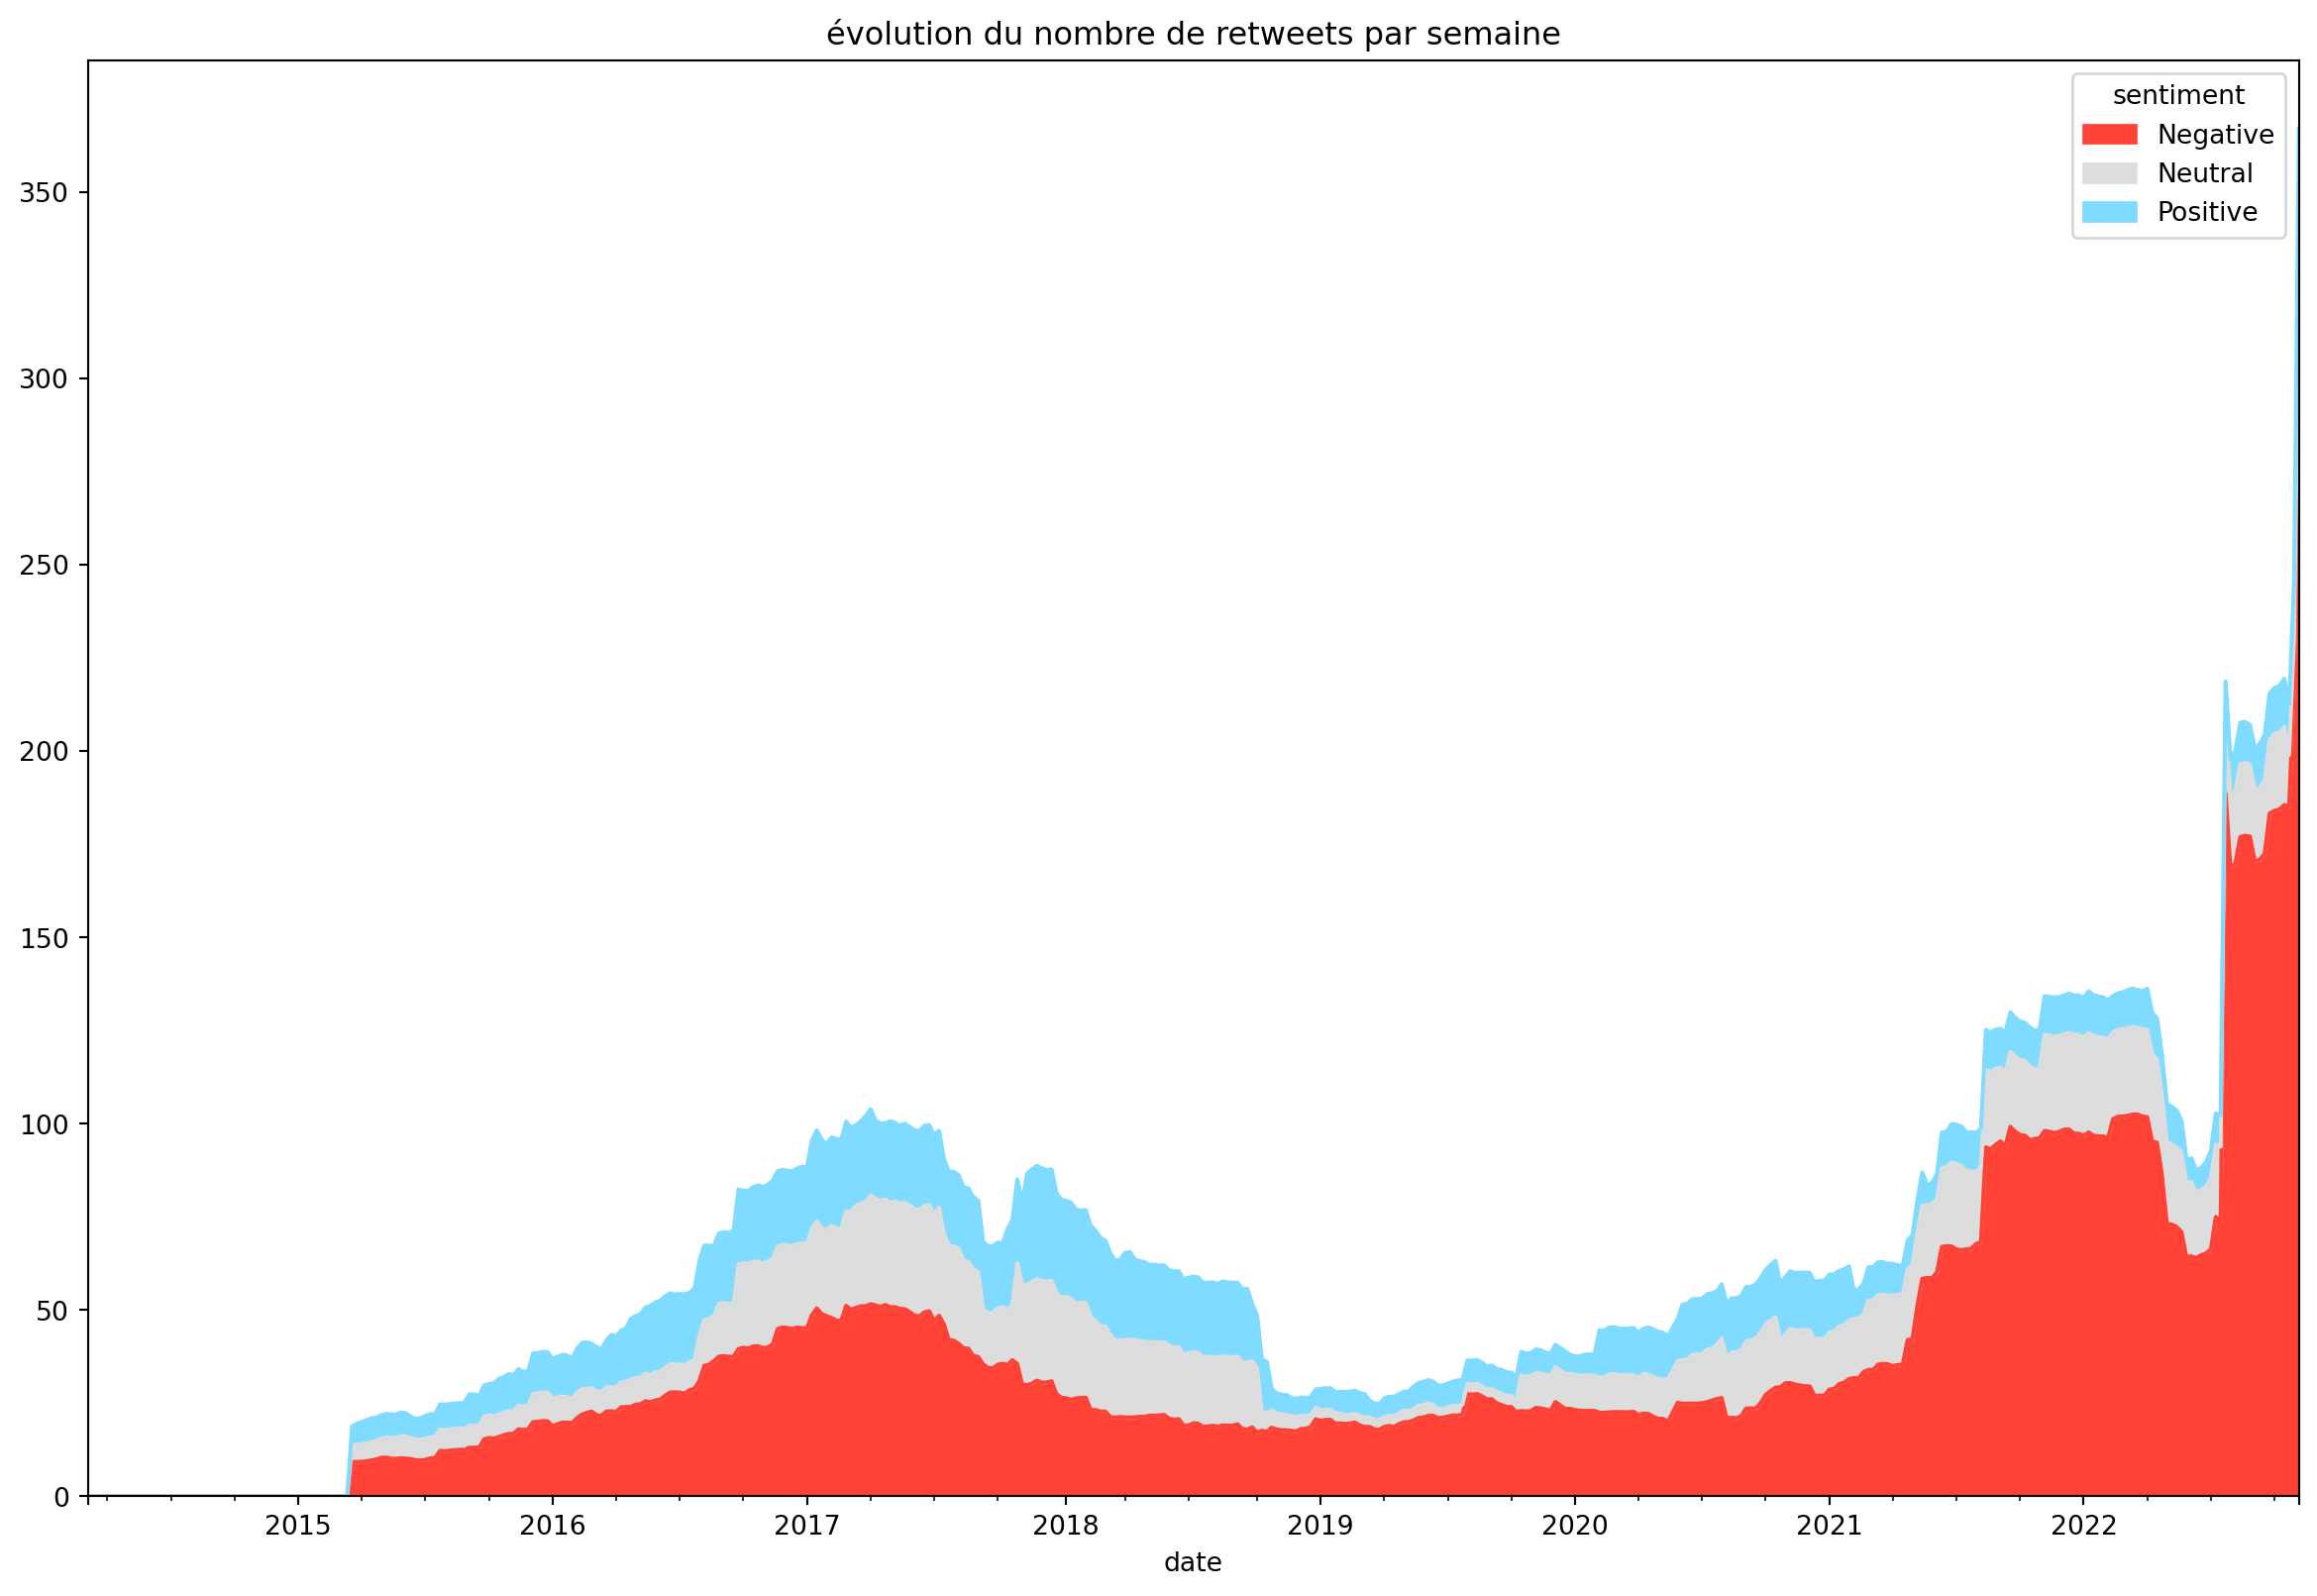 évolution du nombre de retweets par semaine
sentiment
Negative
Neutral
Positive
350
300
250
200
150
100
50
0
2015 2016 2017 2018 2019 2020 2021 2022
date